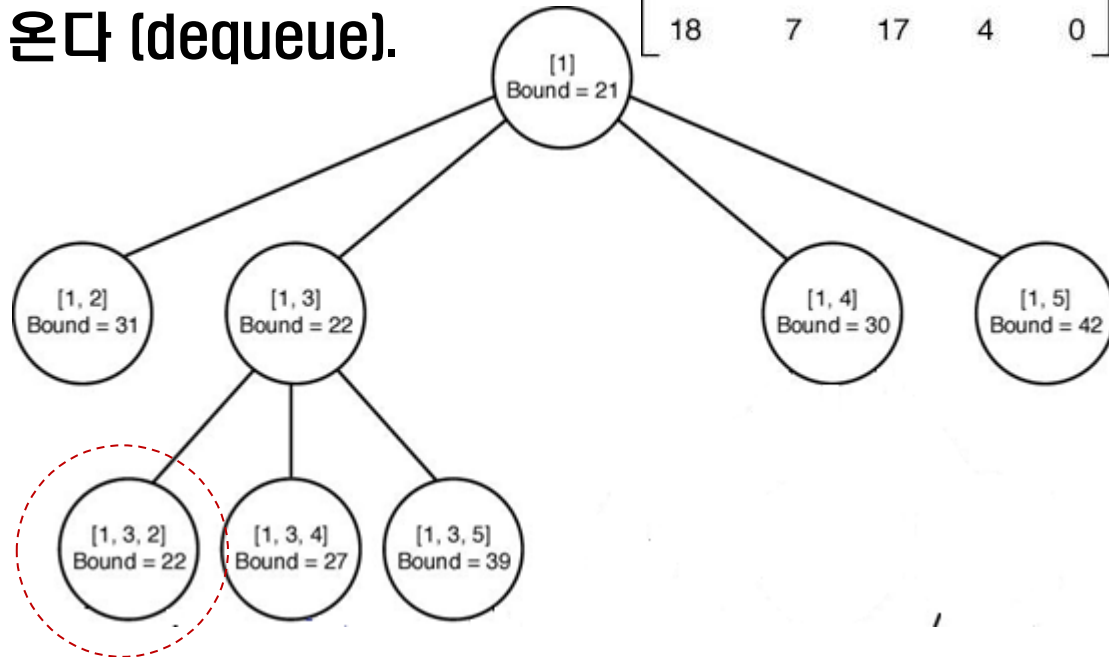 온다 (dequeue).
18 7 17 4 0
[1]
Bound = 21
[1, 2]
Bound = 31
[1, 3]
Bound = 22
[1, 4]
Bound = 30
[1, 5]
Bound = 42
[1, 3, 2]
Bound = 22
[1, 3, 4]
Bound = 27
[1, 3, 5]
Bound = 39